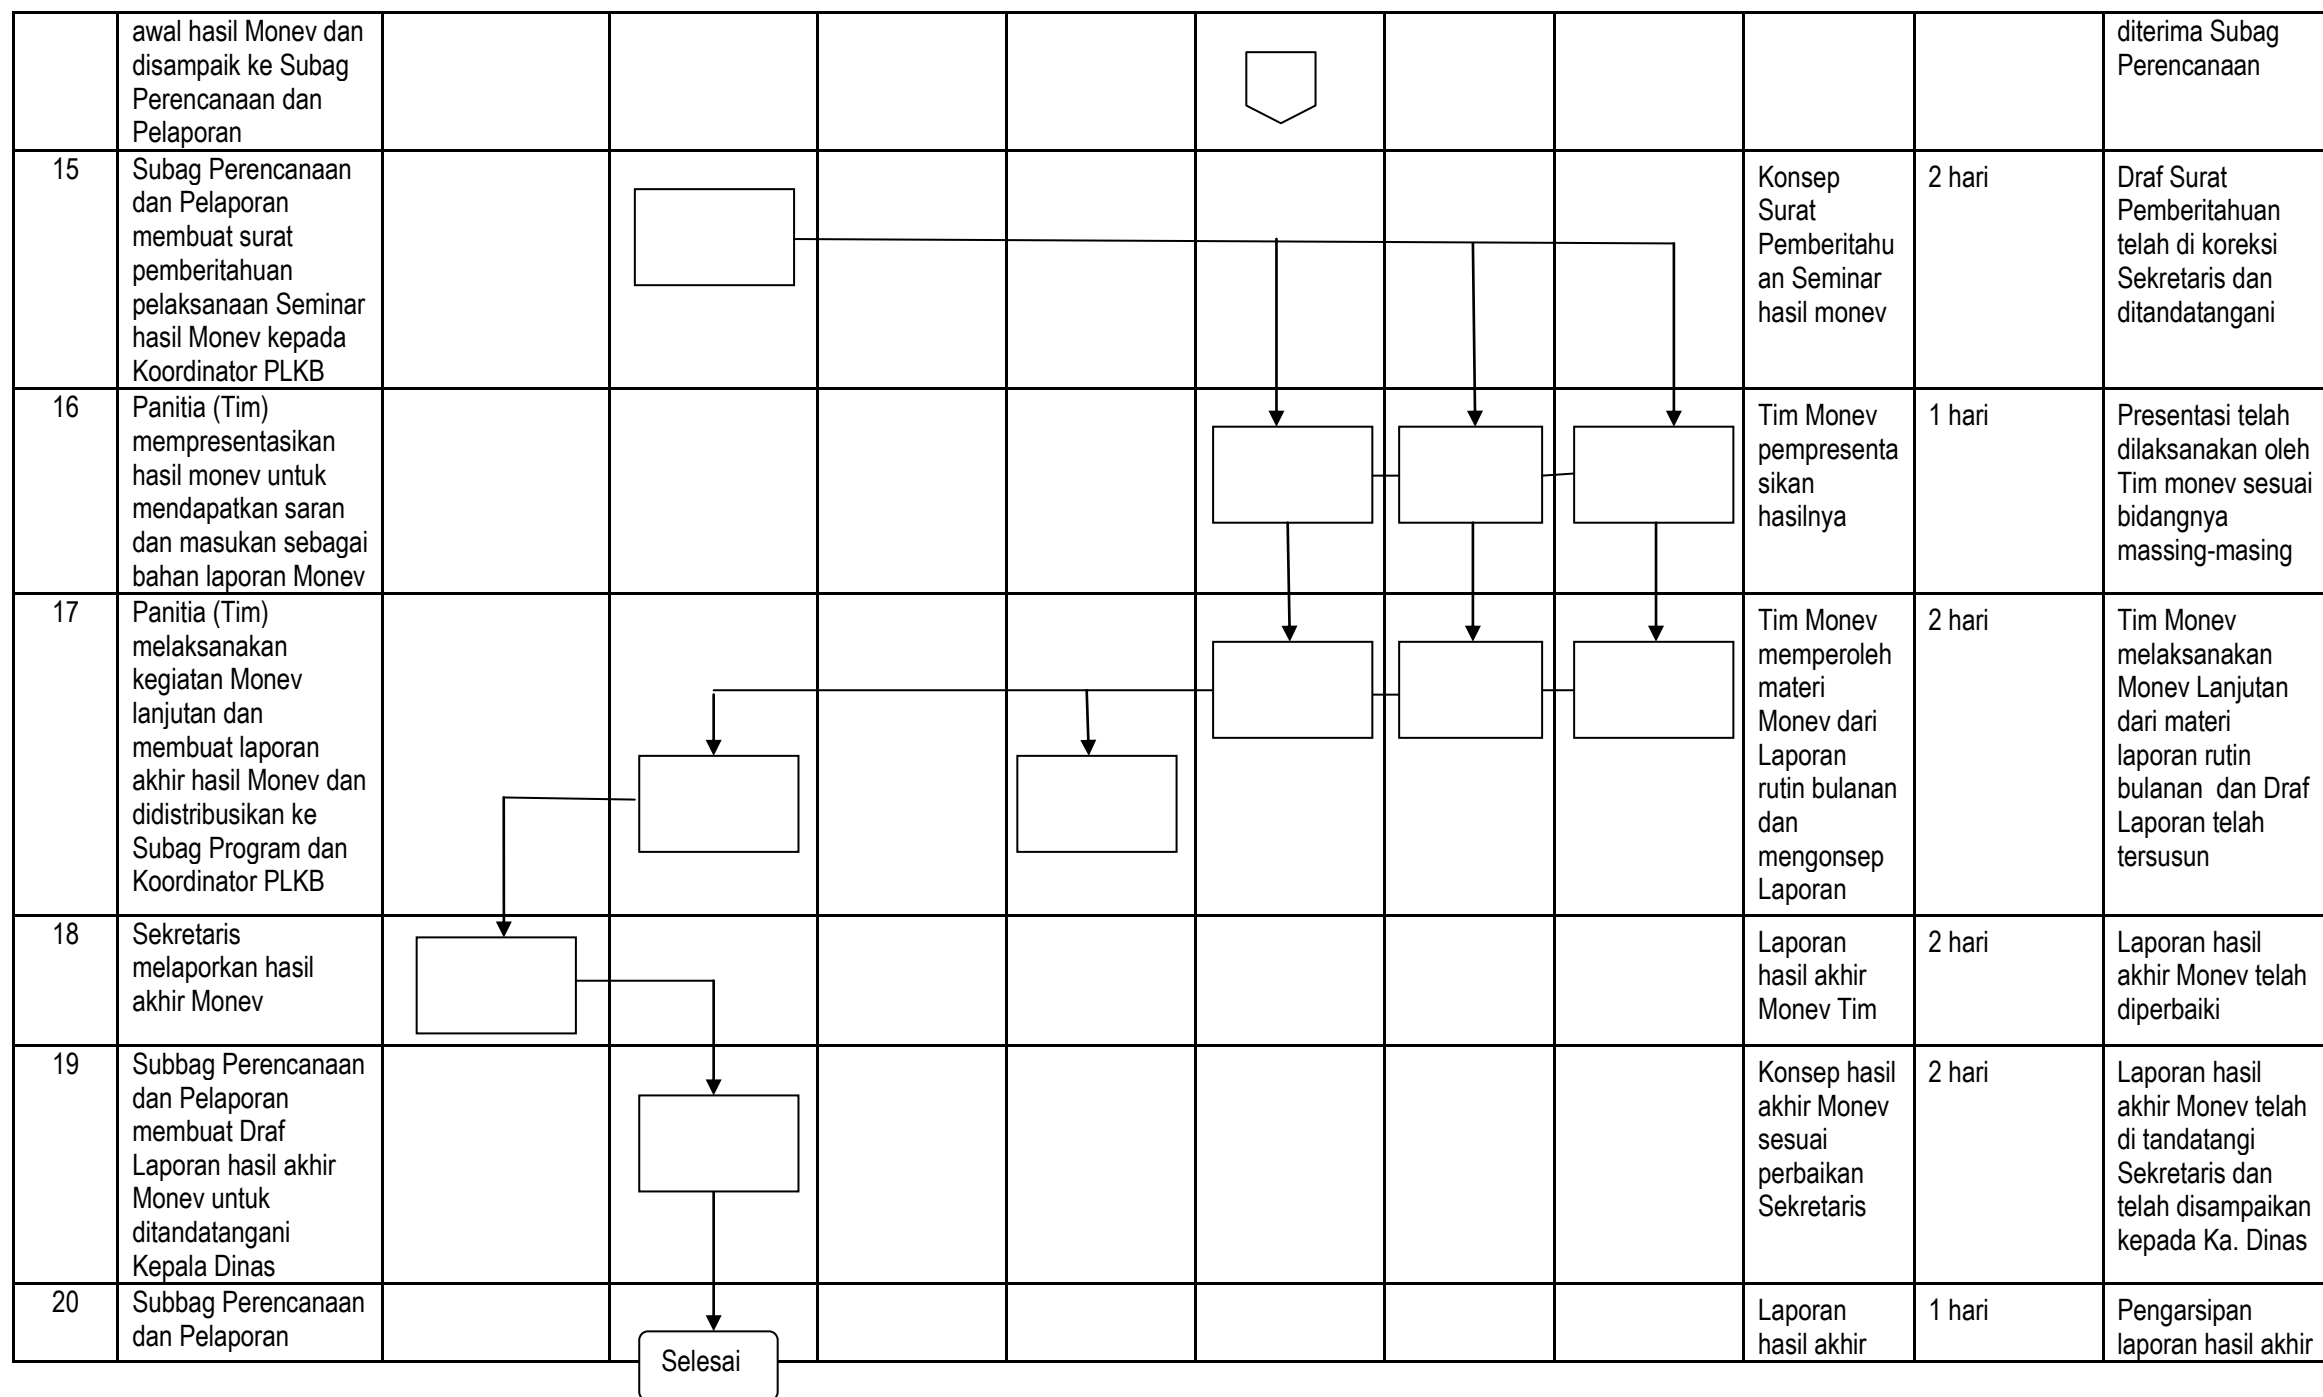 awal hasil Monev dan
disampaik ke Subag
Perencanaan dan
Pelaporan
diterima Subag
Perencanaan
15
Subag Perencanaan
dan Pelaporan
membuat surat
pemberitahuan
pelaksanaan Seminar
hasil Monev kepada
Koordinator PLKB
Konsep
Surat
Pemberitahu
an Seminar
hasil monev
2 hari
Draf Surat
Pemberitahuan
telah di koreksi
Sekretaris dan
ditandatangani
16
Panitia (Tim)
mempresentasikan
hasil monev untuk
mendapatkan saran
dan masukan sebagai
bahan laporan Monev
Tim Monev
pempresenta
sikan
hasilnya
1 hari
Presentasi telah
dilaksanakan oleh
Tim monev sesuai
bidangnya
massing-masing
17
Panitia (Tim)
melaksanakan
kegiatan Monev
lanjutan dan
membuat laporan
akhir hasil Monev dan
didistribusikan ke
Subag Program dan
Koordinator PLKB
Tim Monev
memperoleh
materi
Monev dari
Laporan
rutin bulanan
dan
mengonsep
Laporan
2 hari
Tim Monev
melaksanakan
Monev Lanjutan
dari materi
laporan rutin
bulanan  dan Draf
Laporan telah
tersusun
18
Sekretaris
melaporkan hasil
akhir Monev
Laporan
hasil akhir
Monev Tim
2 hari
Laporan hasil
akhir Monev telah
diperbaiki
19
Subbag Perencanaan
dan Pelaporan
membuat Draf
Laporan hasil akhir
Monev untuk
ditandatangani
Kepala Dinas
Konsep hasil
akhir Monev
sesuai
perbaikan
Sekretaris
2 hari
Laporan hasil
akhir Monev telah
di tandatangi
Sekretaris dan
telah disampaikan
kepada Ka. Dinas
20
Subbag Perencanaan
dan Pelaporan
Selesai
Laporan
hasil akhir
1 hari
Pengarsipan
laporan hasil akhir